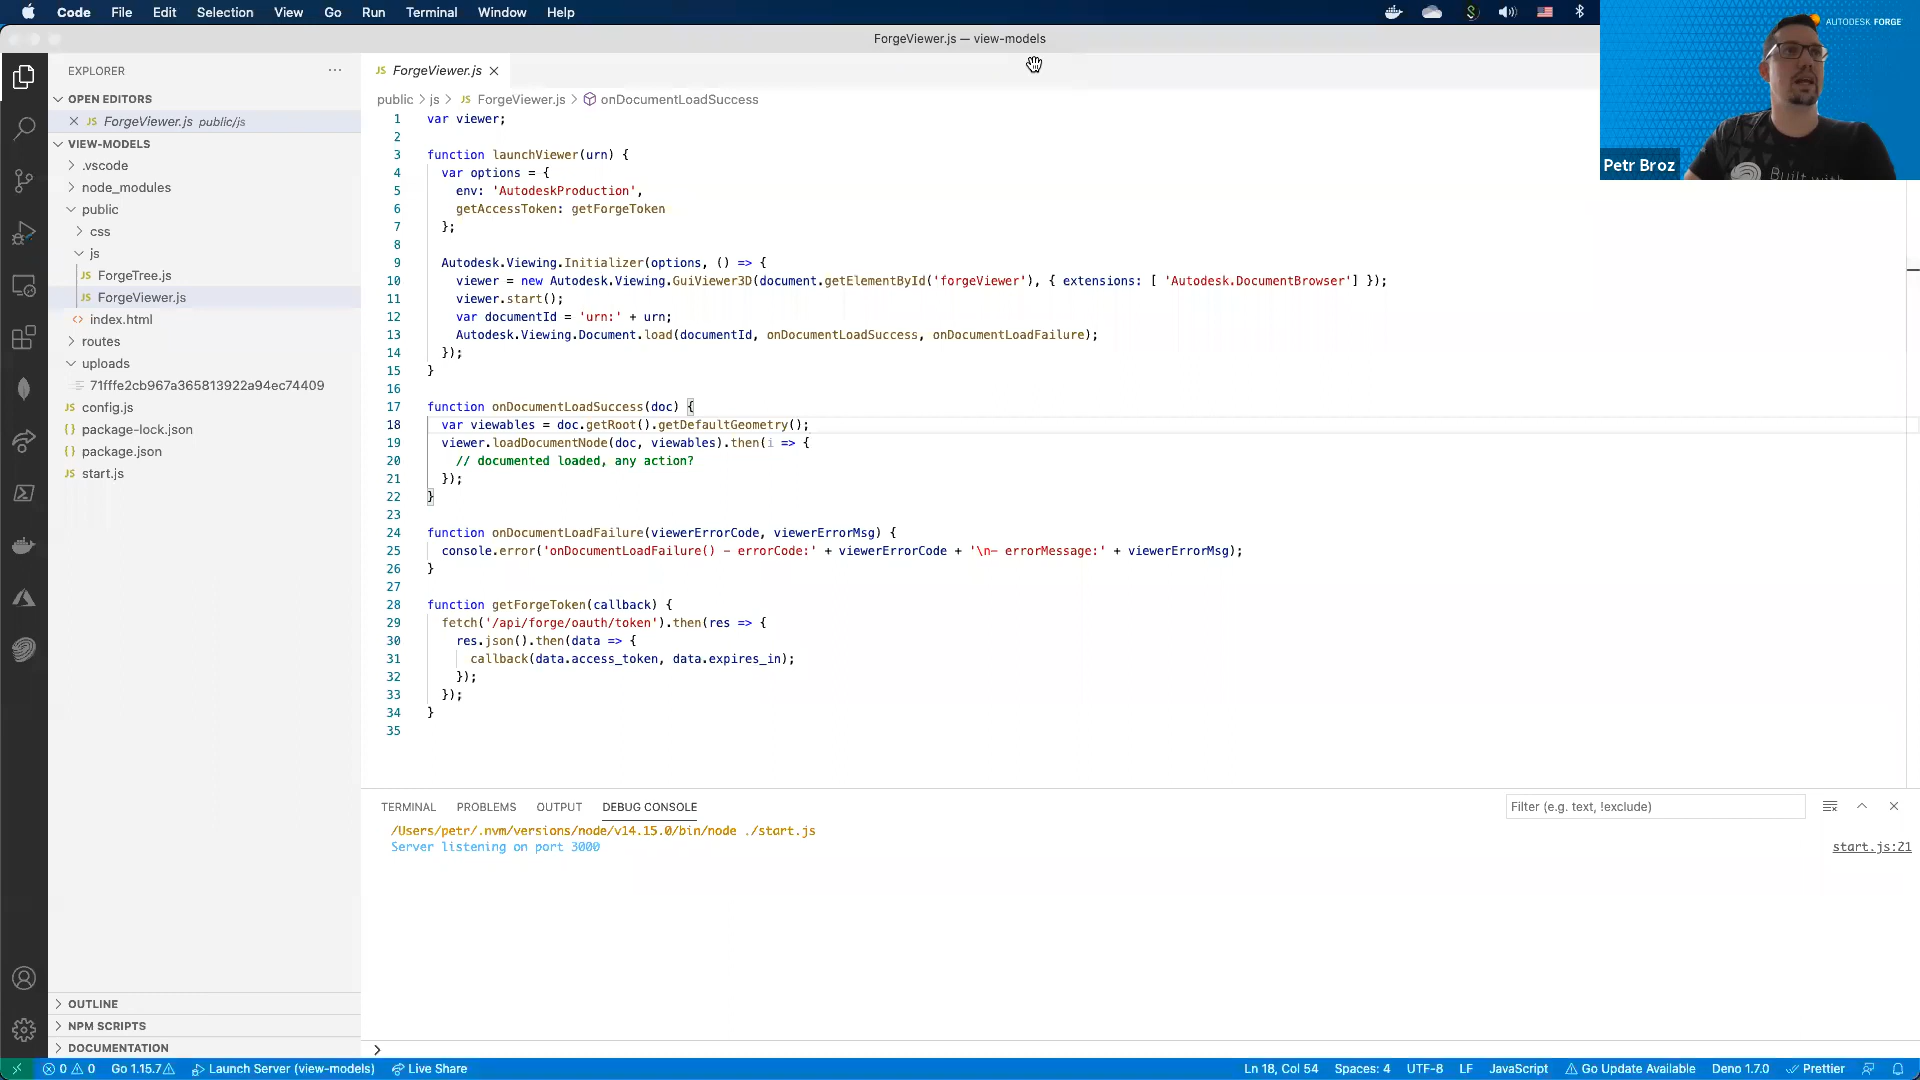 Code File Edit Selection View Go Run Terminal Window Help
ForgeViewer.js — view-models
AUTODESK FORGE
Built with
Petr Broz
EXPLORER
OPEN EDITORS
JS ForgeViewer.js public/js
VIEW-MODELS
.vscode
node_modules
public
css
js
JS ForgeTree.js
JS ForgeViewer.js
<> index.html
routes
uploads
71fffe2cb967a365813922a94ec74409
JS config.js
{} package-lock.json
{} package.json
JS start.js
OUTLINE
NPM SCRIPTS
DOCUMENTATION
JS ForgeViewer.js
public > js > JS ForgeViewer.js > onDocumentLoadSuccess
1 var viewer;
2
3 function launchViewer(urn) {
4 var options = {
5 env: 'AutodeskProduction',
6 getAccessToken: getForgeToken
7 };
8
9 Autodesk.Viewing.Initializer(options, () => {
10 viewer = new Autodesk.Viewing.GuiViewer3D(document.getElementById('forgeViewer'), { extensions: [ 'Autodesk.DocumentBrowser'] });
11 viewer.start();
12 var documentId = 'urn:' + urn;
13 Autodesk.Viewing.Document.load(documentId, onDocumentLoadSuccess, onDocumentLoadFailure);
14 });
15 }
16
17 function onDocumentLoadSuccess(doc) {
18 var viewables = doc.getRoot().getDefaultGeometry();
19 viewer.loadDocumentNode(doc, viewables).then(i => {
20 // documented loaded, any action?
21 });
22 }
23
24 function onDocumentLoadFailure(viewerErrorCode, viewerErrorMsg) {
25 console.error('onDocumentLoadFailure() - errorCode:' + viewerErrorCode + '\n- errorMessage:' + viewerErrorMsg);
26 }
27
28 function getForgeToken(callback) {
29 fetch('/api/forge/oauth/token').then(res => {
30 res.json().then(data => {
31 callback(data.access_token, data.expires_in);
32 });
33 });
34 }
35
TERMINAL PROBLEMS OUTPUT DEBUG CONSOLE
Filter (e.g. text, !exclude)
/Users/petr/.nvm/versions/node/v14.15.0/bin/node ./start.js
Server listening on port 3000
start.js:21
>
0 0 Go 1.15.7 Launch Server (view-models) Live Share
Ln 18, Col 54 Spaces: 4 UTF-8 LF JavaScript Go Update Available Deno 1.7.0 Prettier